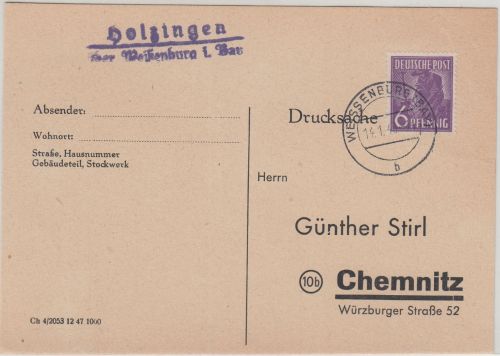 Holzingen
über Weißenburg i. Bay
DEUTSCHE POST
6 PFENNIG
WEISSENBURG
b
Absender:
Drucksache
Wohnort:
Straße, Hausnummer
Gebäudeteil, Stockwerk
Herrn
Günther Stirl
10b Chemnitz
Würzburger Straße 52
Ch 4/2053 12 47 1000